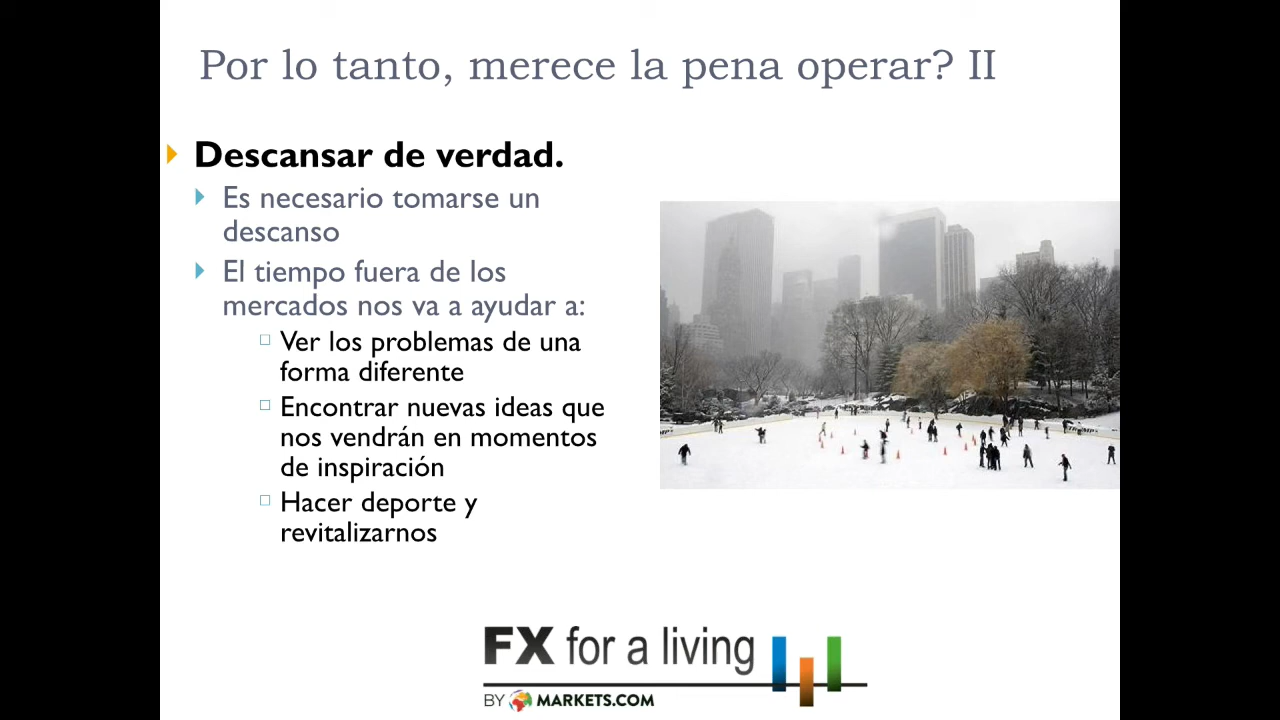 Por lo tanto, merece la pena operar? II
Descansar de verdad.
Es necesario tomarse un
descanso
El tiempo fuera de los
mercados nos va a ayudar a:
Ver los problemas de una
forma diferente
Encontrar nuevas ideas que
nos vendrán en momentos
de inspiración
Hacer deporte y
revitalizarnos
FX for a living
BY MARKETS.COM